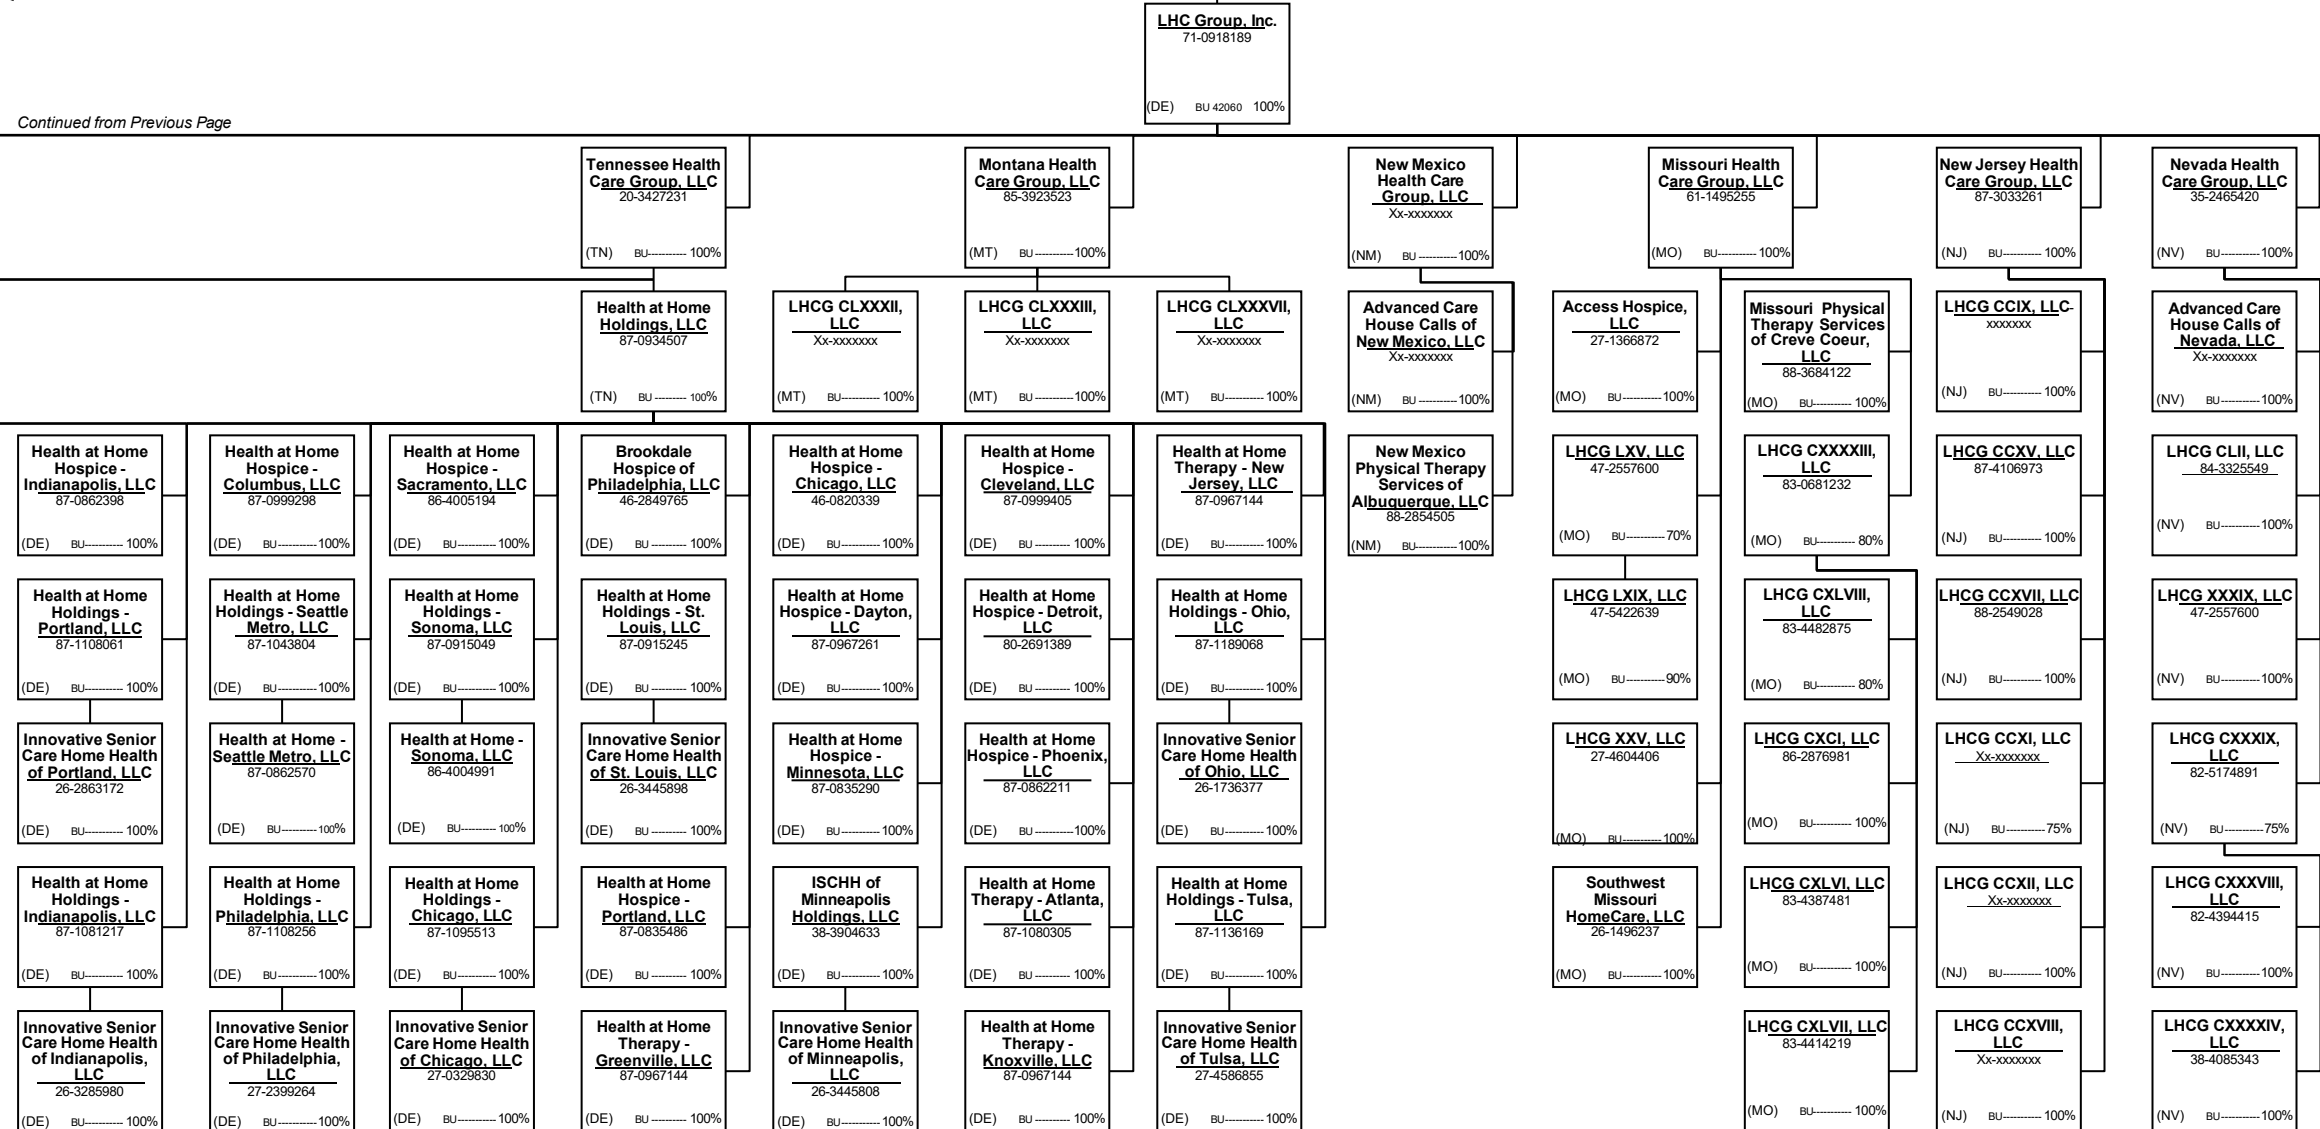 LHC Group, Inc.
71-0918189
(DE) BU 42060 100%
Continued from Previous Page
Tennessee Health
Care Group, LLC
20-3427231
(TN) BU----------- 100%
Montana Health
Care Group, LLC
85-3923523
(MT) BU -----------100%
New Mexico
Health Care
Group, LLC
Xx-xxxxxxx
(NM) BU -----------100%
Missouri Health
Care Group, LLC
61-1495255
(MO) BU----------- 100%
New Jersey Health
Care Group, LLC
87-3033261
(NJ) BU----------- 100%
Nevada Health
Care Group, LLC
35-2465420
(NV) BU-----------100%
Health at Home
Holdings, LLC
87-0934507
(TN) BU --------- 100%
LHCG CLXXXII,
LLC
Xx-xxxxxxx
(MT) BU----------- 100%
LHCG CLXXXIII,
LLC
Xx-xxxxxxx
(MT) BU----------- 100%
LHCG CLXXXVII,
LLC
Xx-xxxxxxx
(MT) BU----------- 100%
Advanced Care
House Calls of
New Mexico, LLC
Xx-xxxxxxx
(NM) BU -----------100%
Access Hospice,
LLC
27-1366872
(MO) BU-----------100%
Missouri Physical
Therapy Services
of Creve Coeur,
LLC
88-3684122
(MO) BU----------- 100%
LHCG CCIX, LLC-
xxxxxxx
(NJ) BU----------- 100%
Advanced Care
House Calls of
Nevada, LLC
Xx-xxxxxxx
(NV) BU-----------100%
Health at Home
Hospice -
Indianapolis, LLC
87-0862398
(DE) BU----------- 100%
Health at Home
Hospice -
Columbus, LLC
87-0999298
(DE) BU-----------100%
Health at Home
Hospice -
Sacramento, LLC
86-4005194
(DE) BU----------- 100%
Brookdale
Hospice of
Philadelphia, LLC
46-2849765
(DE) BU ---------- 100%
Health at Home
Hospice -
Chicago, LLC
46-0820339
(DE) BU----------- 100%
Health at Home
Hospice -
Cleveland, LLC
87-0999405
(DE) BU-----------100%
Health at Home
Therapy - New
Jersey, LLC
87-0967144
(DE) BU-----------100%
New Mexico
Physical Therapy
Services of
Albuquerque, LLC
88-2854505
(NM) BU------------100%
LHCG LXV, LLC
47-2557600
(MO) BU-----------70%
LHCG CXXXXIII,
LLC
83-0681232
(MO) BU----------- 80%
LHCG CCXV, LLC
87-4106973
(NJ) BU----------- 100%
LHCG CLII, LLC
84-3325549
(NV) BU-----------100%
Health at Home
Holdings -
Portland, LLC
87-1108061
(DE) BU----------- 100%
Health at Home
Holdings - Seattle
Metro, LLC
87-1043804
(DE) BU-----------100%
Health at Home
Holdings -
Sonoma, LLC
87-0915049
(DE) BU----------- 100%
Health at Home
Holdings - St.
Louis, LLC
87-0915245
(DE) BU ---------- 100%
Health at Home
Hospice - Dayton,
LLC
87-0967261
(DE) BU----------- 100%
Health at Home
Hospice - Detroit,
LLC
80-2691389
(DE) BU ---------- 100%
Health at Home
Holdings - Ohio,
LLC
87-1189068
(DE) BU-----------100%
LHCG LXIX, LLC
47-5422639
(MO) BU-----------90%
LHCG CXLVIII,
LLC
83-4482875
(MO) BU----------- 80%
LHCG CCXVII, LLC
88-2549028
(NJ) BU----------- 100%
LHCG XXXIX, LLC
47-2557600
(NV) BU-----------100%
Innovative Senior
Care Home Health
of Portland, LLC
26-2863172
(DE) BU----------- 100%
Health at Home -
Seattle Metro, LLC
87-0862570
(DE) BU----------100%
Health at Home -
Sonoma, LLC
86-4004991
(DE) BU---------- 100%
Innovative Senior
Care Home Health
of St. Louis, LLC
26-3445898
(DE) BU ---------- 100%
Health at Home
Hospice -
Minnesota, LLC
87-0835290
(DE) BU----------- 100%
Health at Home
Hospice - Phoenix,
LLC
87-0862211
(DE) BU-----------100%
Innovative Senior
Care Home Health
of Ohio, LLC
26-1736377
(DE) BU-----------100%
LHCG XXV, LLC
27-4604406
(MO) BU-----------100%
LHCG CXCI, LLC
86-2876981
(MO) BU----------- 100%
LHCG CCXI, LLC
Xx-xxxxxxx
(NJ) BU -----------75%
LHCG CXXXIX,
LLC
82-5174891
(NV) BU -----------75%
Health at Home
Holdings -
Indianapolis, LLC
87-1081217
(DE) BU----------- 100%
Health at Home
Holdings -
Philadelphia, LLC
87-1108256
(DE) BU-----------100%
Health at Home
Holdings -
Chicago, LLC
87-1095513
(DE) BU----------- 100%
Health at Home
Hospice -
Portland, LLC
87-0835486
(DE) BU ---------- 100%
ISCHH of
Minneapolis
Holdings, LLC
38-3904633
(DE) BU----------- 100%
Health at Home
Therapy - Atlanta,
LLC
87-1080305
(DE) BU-----------100%
Health at Home
Holdings - Tulsa,
LLC
87-1136169
(DE) BU-----------100%
Southwest
Missouri
HomeCare, LLC
26-1496237
(MO) BU-----------100%
LHCG CXLVI, LLC
83-4387481
(MO) BU----------- 100%
LHCG CCXII, LLC
Xx-xxxxxxx
(NJ) BU----------- 100%
LHCG CXXXVIII,
LLC
82-4394415
(NV) BU-----------100%
Innovative Senior
Care Home Health
of Indianapolis,
LLC
26-3285980
(DE) BU----------- 100%
Innovative Senior
Care Home Health
of Philadelphia,
LLC
27-2399264
(DE) BU-----------100%
Innovative Senior
Care Home Health
of Chicago, LLC
27-0329830
(DE) BU----------- 100%
Health at Home
Therapy -
Greenville, LLC
87-0967144
(DE) BU ---------- 100%
Innovative Senior
Care Home Health
of Minneapolis,
LLC
26-3445808
(DE) BU----------- 100%
Health at Home
Therapy -
Knoxville, LLC
87-0967144
(DE) BU ---------- 100%
Innovative Senior
Care Home Health
of Tulsa, LLC
27-4586855
(DE) BU-----------100%
LHCG CXLVII, LLC
83-4414219
(MO) BU----------- 100%
LHCG CCXVIII,
LLC
Xx-xxxxxxx
(NJ) BU----------- 100%
LHCG CXXXXIV,
LLC
38-4085343
(NV) BU-----------100%